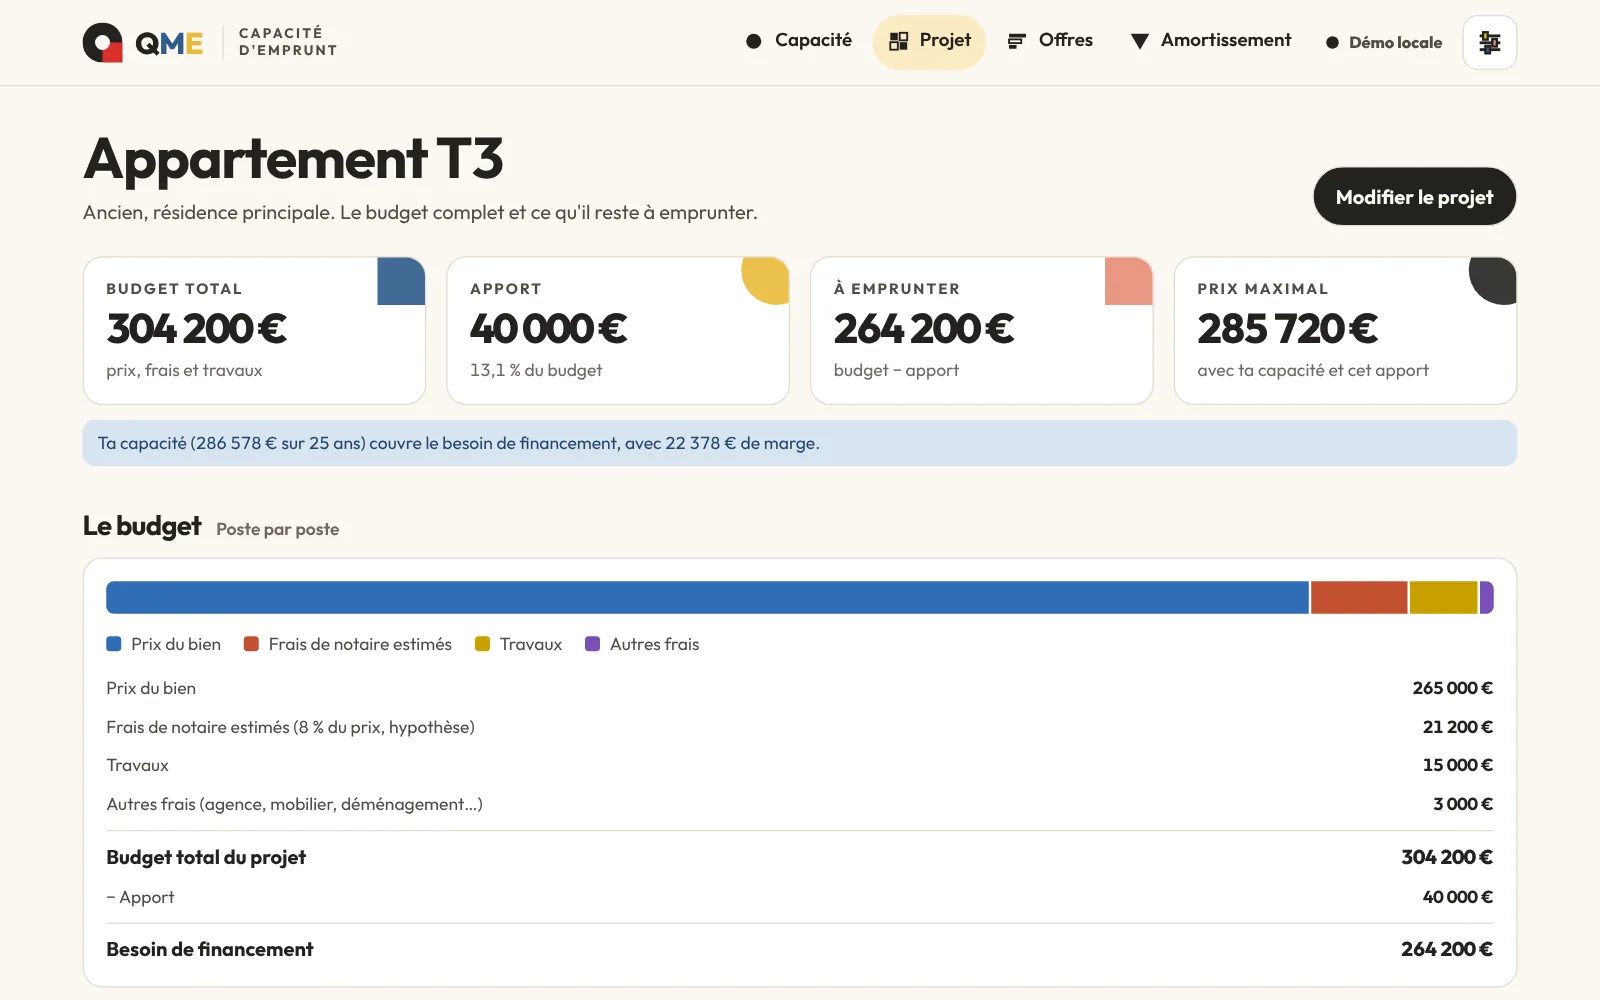 QME
CAPACITÉ
D'EMPRUNT
Capacité
Projet
Offres
Amortissement
Démo locale
Appartement T3
Ancien, résidence principale. Le budget complet et ce qu'il reste à emprunter.
Modifier le projet
BUDGET TOTAL
304 200 €
prix, frais et travaux
APPORT
40 000 €
13,1 % du budget
À EMPRUNTER
264 200 €
budget − apport
PRIX MAXIMAL
285 720 €
avec ta capacité et cet apport
Ta capacité (286 578 € sur 25 ans) couvre le besoin de financement, avec 22 378 € de marge.
Le budget Poste par poste
Prix du bien Frais de notaire estimés Travaux Autres frais
Prix du bien 265 000 €
Frais de notaire estimés (8 % du prix, hypothèse) 21 200 €
Travaux 15 000 €
Autres frais (agence, mobilier, déménagement…) 3 000 €
Budget total du projet 304 200 €
− Apport 40 000 €
Besoin de financement 264 200 €